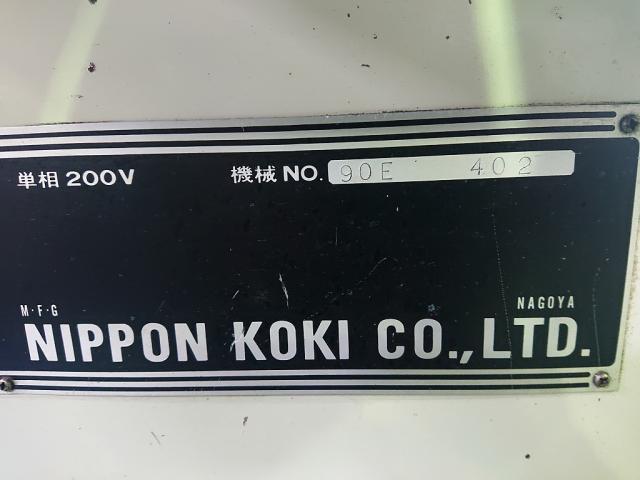 単相 200V 機械 NO. 90E 402
M·F·G NAGOYA
NIPPON KOKI CO., LTD.